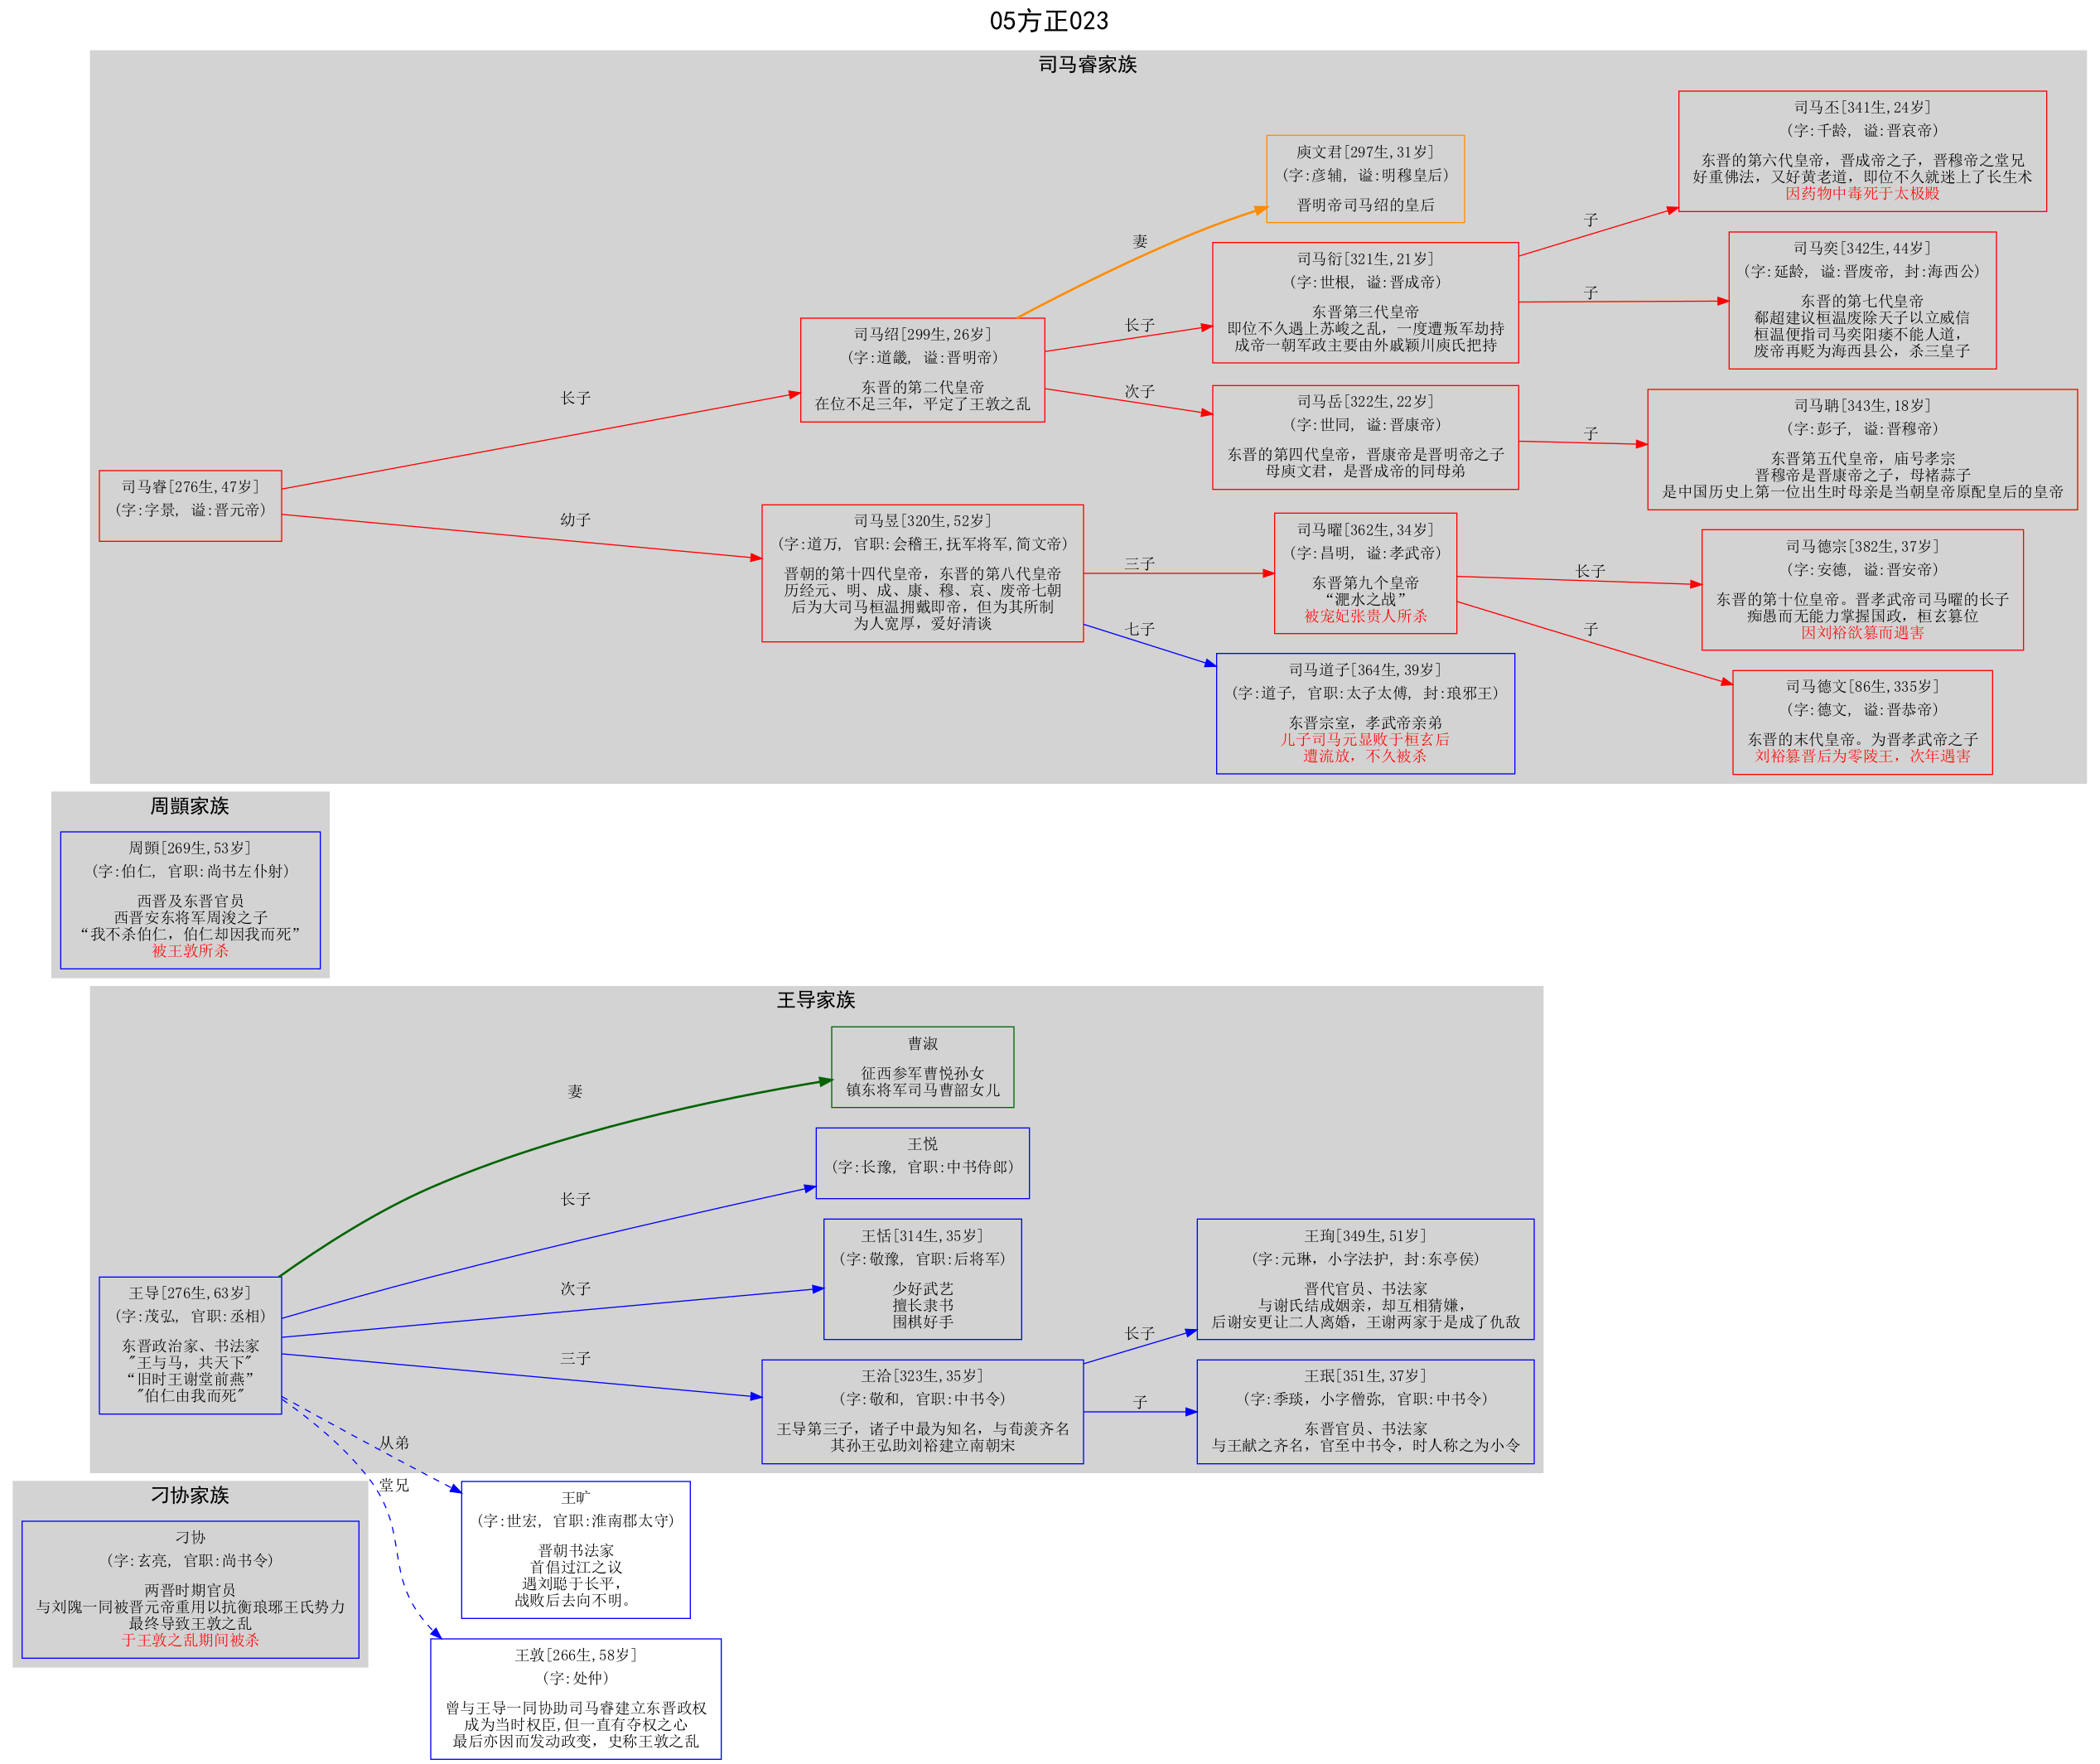 05方正023
司马睿家族
司马睿[276生,47岁]
(字:字景, 谥:晋元帝)
长子
幼子
司马绍[299生,26岁]
(字:道畿, 谥:晋明帝)
东晋的第二代皇帝
在位不足三年，平定了王敦之乱
司马昱[320生,52岁]
(字:道万, 官职:会稽王,抚军将军,简文帝)
晋朝的第十四代皇帝，东晋的第八代皇帝
历经元、明、成、康、穆、哀、废帝七朝
后为大司马桓温拥戴即帝，但为其所制
为人宽厚，爱好清谈
妻
长子
次子
三子
七子
庾文君[297生,31岁]
(字:彦辅, 谥:明穆皇后)
晋明帝司马绍的皇后
司马衍[321生,21岁]
(字:世根, 谥:晋成帝)
东晋第三代皇帝
即位不久遇上苏峻之乱，一度遭叛军劫持
成帝一朝军政主要由外戚颖川庾氏把持
司马岳[322生,22岁]
(字:世同, 谥:晋康帝)
东晋的第四代皇帝，晋康帝是晋明帝之子
母庾文君，是晋成帝的同母弟
司马曜[362生,34岁]
(字:昌明, 谥:孝武帝)
东晋第九个皇帝
“淝水之战”
被宠妃张贵人所杀
司马道子[364生,39岁]
(字:道子, 官职:太子太傅, 封:琅邪王)
东晋宗室，孝武帝亲弟
儿子司马元显败于桓玄后
遭流放，不久被杀
子
子
子
长子
子
司马丕[341生,24岁]
(字:千龄, 谥:晋哀帝)
东晋的第六代皇帝，晋成帝之子，晋穆帝之堂兄
好重佛法，又好黄老道，即位不久就迷上了长生术
因药物中毒死于太极殿
司马奕[342生,44岁]
(字:延龄, 谥:晋废帝, 封:海西公)
东晋的第七代皇帝
郗超建议桓温废除天子以立威信
桓温便指司马奕阳痿不能人道，
废帝再贬为海西县公，杀三皇子
司马聃[343生,18岁]
(字:彭子, 谥:晋穆帝)
东晋第五代皇帝，庙号孝宗
晋穆帝是晋康帝之子，母褚蒜子
是中国历史上第一位出生时母亲是当朝皇帝原配皇后的皇帝
司马德宗[382生,37岁]
(字:安德, 谥:晋安帝)
东晋的第十位皇帝。晋孝武帝司马曜的长子
痴愚而无能力掌握国政，桓玄篡位
因刘裕欲篡而遇害
司马德文[86生,335岁]
(字:德文, 谥:晋恭帝)
东晋的末代皇帝。为晋孝武帝之子
刘裕篡晋后为零陵王，次年遇害
周顗家族
周顗[269生,53岁]
(字:伯仁, 官职:尚书左仆射)
西晋及东晋官员
西晋安东将军周浚之子
“我不杀伯仁，伯仁却因我而死”
被王敦所杀
王导家族
王导[276生,63岁]
(字:茂弘, 官职:丞相)
东晋政治家、书法家
"王与马，共天下"
“旧时王谢堂前燕”
"伯仁由我而死"
妻
长子
次子
三子
从弟
堂兄
曹淑
征西参军曹悦孙女
镇东将军司马曹韶女儿
王悦
(字:长豫, 官职:中书侍郎)
王恬[314生,35岁]
(字:敬豫, 官职:后将军)
少好武艺
擅长隶书
围棋好手
王洽[323生,35岁]
(字:敬和, 官职:中书令)
王导第三子，诸子中最为知名，与荀羡齐名
其孙王弘助刘裕建立南朝宋
长子
子
王珣[349生,51岁]
(字:元琳，小字法护, 封:东亭侯)
晋代官员、书法家
与谢氏结成姻亲，却互相猜嫌，
后谢安更让二人离婚，王谢两家于是成了仇敌
王珉[351生,37岁]
(字:季琰，小字僧弥, 官职:中书令)
东晋官员、书法家
与王献之齐名，官至中书令，时人称之为小令
刁协家族
刁协
(字:玄亮, 官职:尚书令)
两晋时期官员
与刘隗一同被晋元帝重用以抗衡琅琊王氏势力
最终导致王敦之乱
于王敦之乱期间被杀
王旷
(字:世宏, 官职:淮南郡太守)
晋朝书法家
首倡过江之议
遇刘聪于长平，
战败后去向不明。
王敦[266生,58岁]
(字:处仲)
曾与王导一同协助司马睿建立东晋政权
成为当时权臣,但一直有夺权之心
最后亦因而发动政变，史称王敦之乱